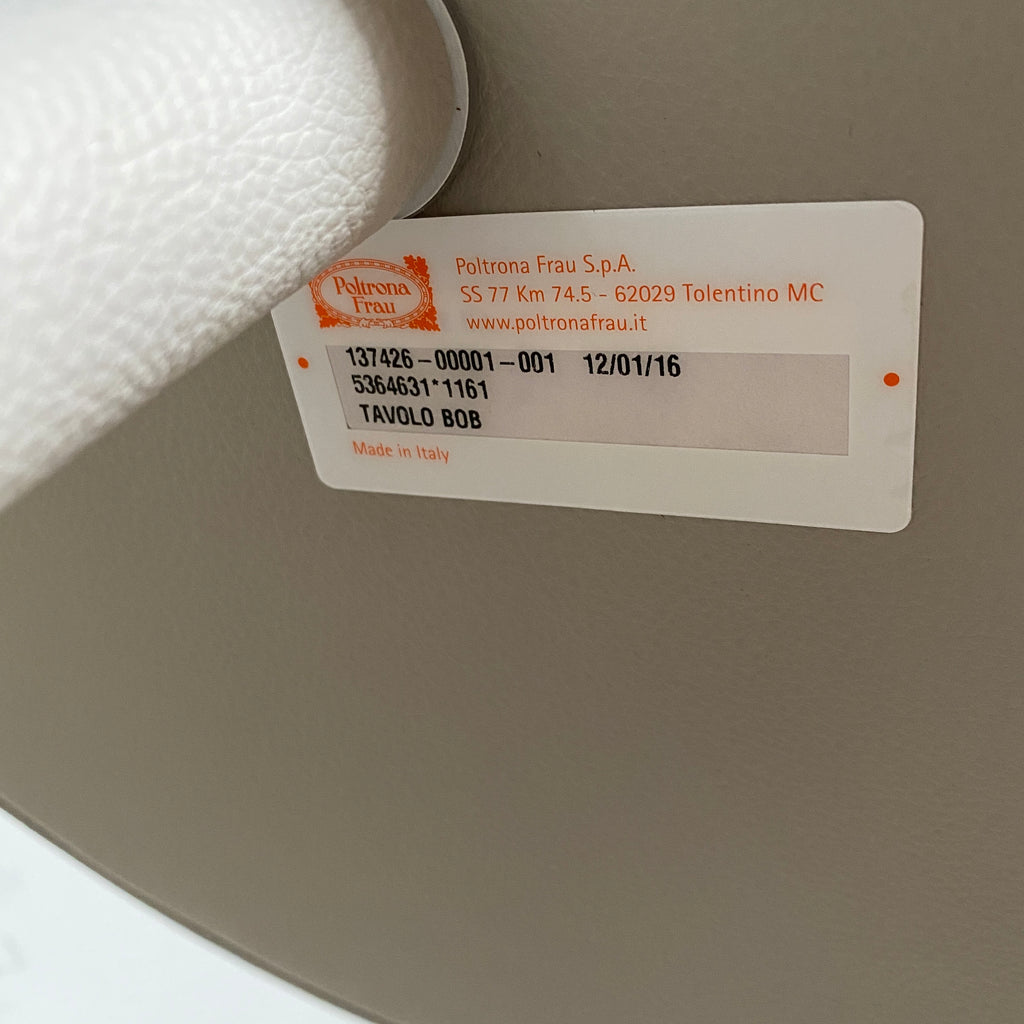 Poltrona
Frau
Poltrona Frau S.p.A.
SS 77 Km 74.5 - 62029 Tolentino MC
www.poltronafrau.it
137426-00001-001 12/01/16
5364631*1161
TAVOLO BOB
Made in Italy